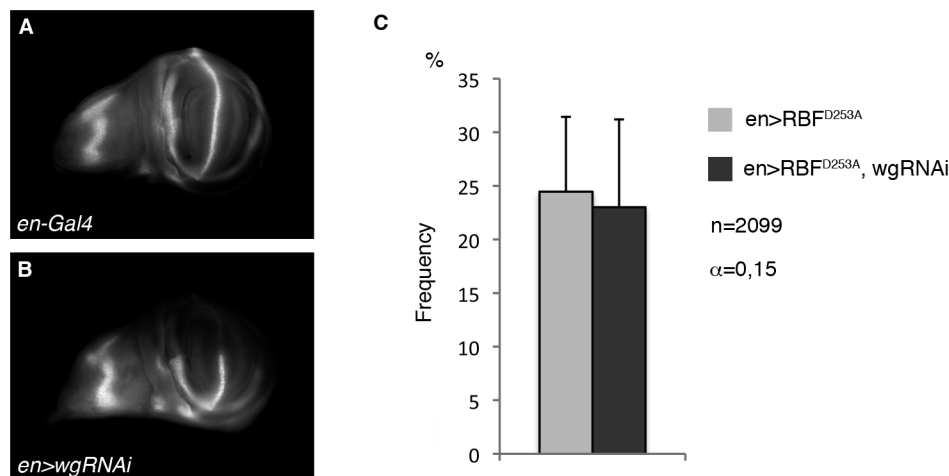 A
en-Gal4
B
en>wgRNAi
C
%
35
30
25
20
15
10
5
0
Frequency
en>RBFD253A
en>RBFD253A, wgRNAi
n=2099
α=0,15